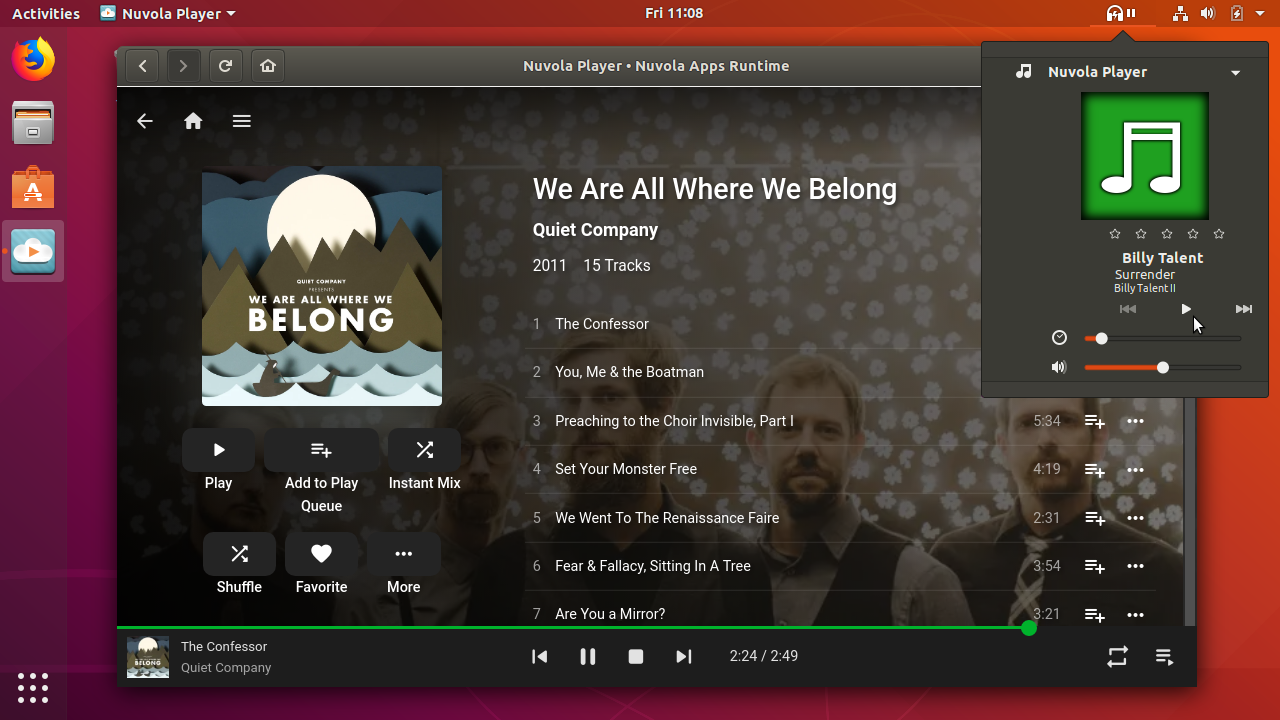 Activities
Nuvola Player
Fri 11:08
Nuvola Player • Nuvola Apps Runtime
Nuvola Player
Billy Talent
Surrender
Billy Talent II
QUIET COMPANY
PRESENTS
WE ARE ALL WHERE WE
BELONG
Play
Add to Play
Queue
Instant Mix
Shuffle
Favorite
More
We Are All Where We Belong
Quiet Company
2011 15 Tracks
1 The Confessor
2 You, Me & the Boatman
3 Preaching to the Choir Invisible, Part I 5:34
4 Set Your Monster Free 4:19
5 We Went To The Renaissance Faire 2:31
6 Fear & Fallacy, Sitting In A Tree 3:54
7 Are You a Mirror? 3:21
BELONG
The Confessor
Quiet Company
2:24 / 2:49